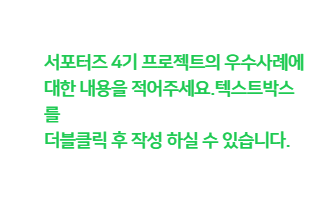 서포터즈 4기 프로젝트의 우수사례에
대한 내용을 적어주세요.텍스트박스
를
더블클릭 후 작성 하실 수 있습니다.